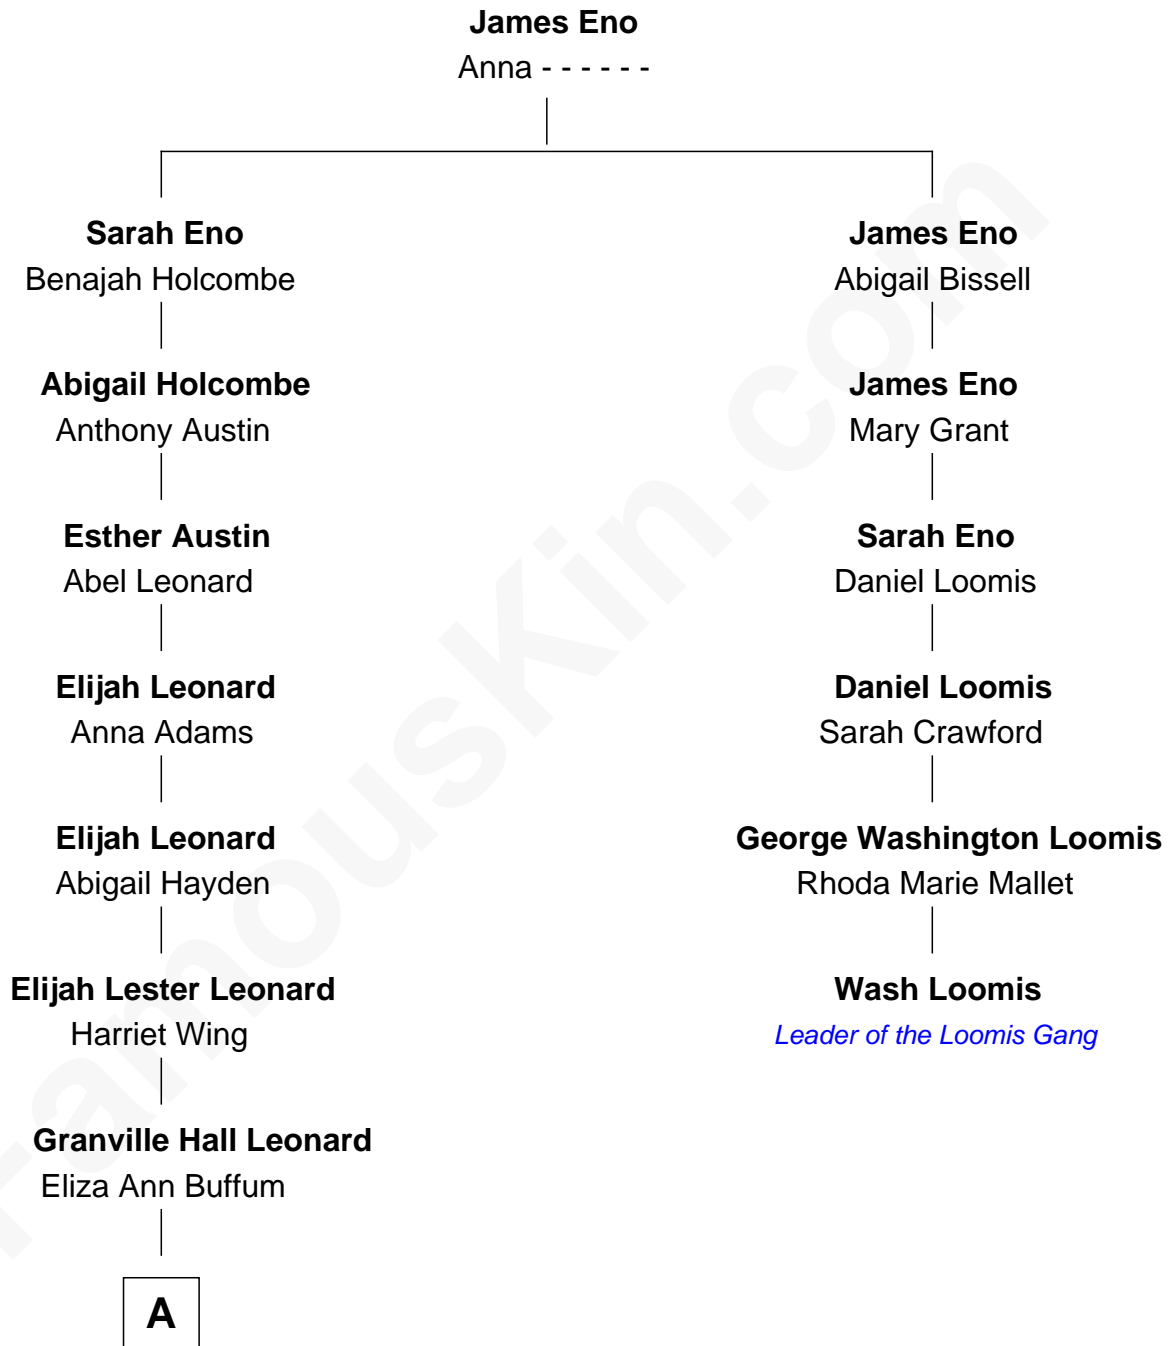 James Eno
Anna - - - - - -
Sarah Eno
Benajah Holcombe
James Eno
Abigail Bissell
Abigail Holcombe
Anthony Austin
James Eno
Mary Grant
Esther Austin
Abel Leonard
Sarah Eno
Daniel Loomis
Elijah Leonard
Anna Adams
Daniel Loomis
Sarah Crawford
Elijah Leonard
Abigail Hayden
George Washington Loomis
Rhoda Marie Mallet
Elijah Lester Leonard
Harriet Wing
Wash Loomis
Leader of the Loomis Gang
Granville Hall Leonard
Eliza Ann Buffum
A
FamousKin.com